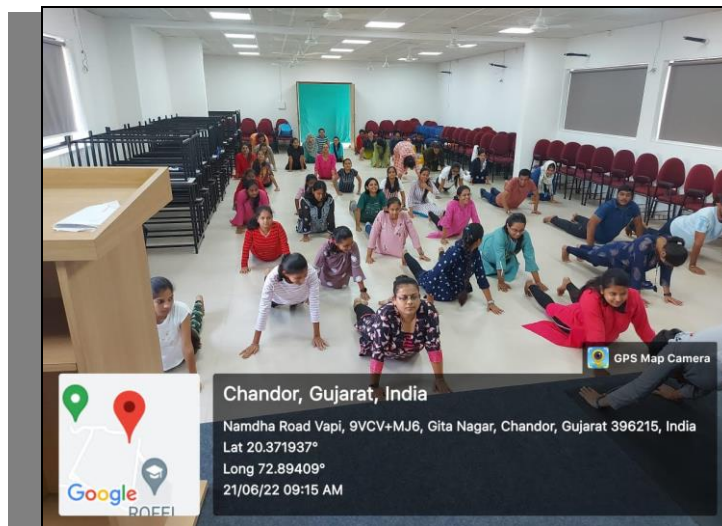 GPS Map Camera
Chandor, Gujarat, India
Namdha Road Vapi, 9VCV+MJ6, Gita Nagar, Chandor, Gujarat 396215, India
Lat 20.371937°
Long 72.89409°
21/06/22 09:15 AM
Google
ROFEL